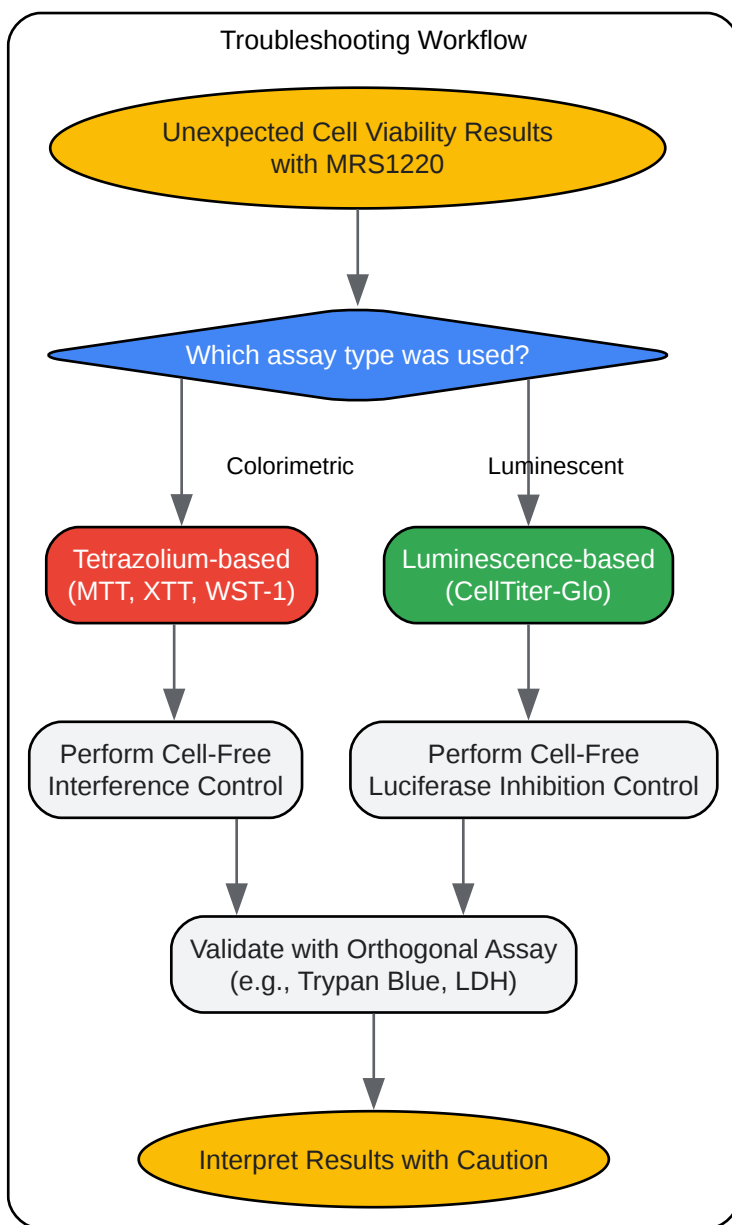 Troubleshooting Workflow
Unexpected Cell Viability Results
with MRS1220
Which assay type was used?
Colorimetric
Luminescent
Tetrazolium-based
(MTT, XTT, WST-1)
Luminescence-based
(CellTiter-Glo)
Perform Cell-Free
Interference Control
Perform Cell-Free
Luciferase Inhibition Control
Validate with Orthogonal Assay
(e.g., Trypan Blue, LDH)
Interpret Results with Caution